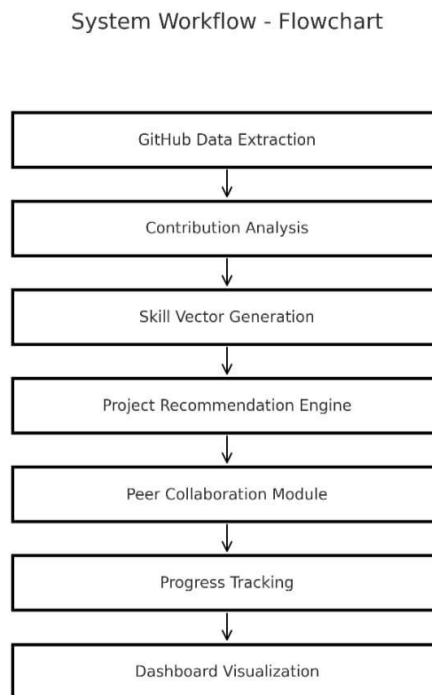 System Workflow - Flowchart
GitHub Data Extraction
Contribution Analysis
Skill Vector Generation
Project Recommendation Engine
Peer Collaboration Module
Progress Tracking
Dashboard Visualization